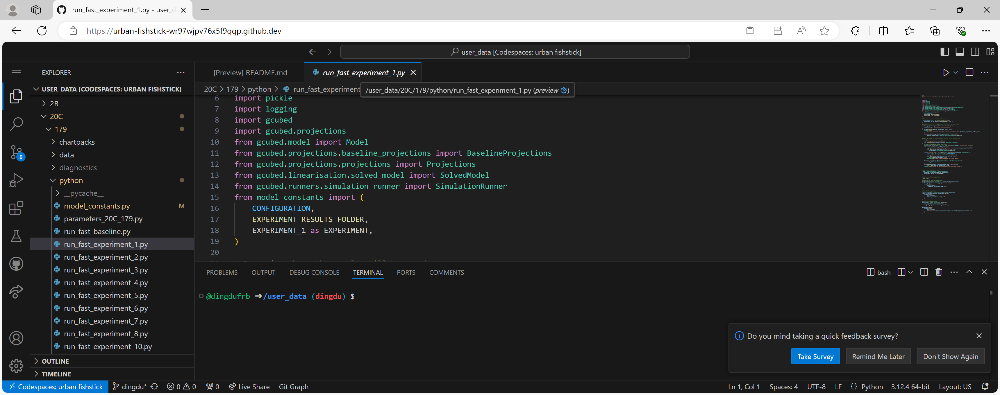 run_fast_experiment_1.py - user_d
https://urban-fishstick-wr97wjpv76x5f9qqp.github.dev
user_data [Codespaces: urban fishstick]
EXPLORER
USER_DATA [CODESPACES: URBAN FISHSTICK]
2R
20C
179
chartpacks
data
diagnostics
python
__pycache__
model_constants.py M
parameters_20C_179.py
run_fast_baseline.py
run_fast_experiment_1.py
run_fast_experiment_2.py
run_fast_experiment_3.py
run_fast_experiment_4.py
run_fast_experiment_5.py
run_fast_experiment_6.py
run_fast_experiment_7.py
run_fast_experiment_8.py
run_fast_experiment_10.py
OUTLINE
TIMELINE
6
[Preview] README.md
run_fast_experiment_1.py
20C > 179 > python > run_fast_experiment
/user_data/20C/179/python/run_fast_experiment_1.py (preview)
6 import pickle
7 import logging
8 import gcubed
9 import gcubed.projections
10 from gcubed.model import Model
11 from gcubed.projections.baseline_projections import BaselineProjections
12 from gcubed.projections.projections import Projections
13 from gcubed.linearisation.solved_model import SolvedModel
14 from gcubed.runners.simulation_runner import SimulationRunner
15 from model_constants import (
16 CONFIGURATION,
17 EXPERIMENT_RESULTS_FOLDER,
18 EXPERIMENT_1 as EXPERIMENT,
19 )
20
PROBLEMS OUTPUT DEBUG CONSOLE TERMINAL PORTS COMMENTS
bash
@dingdufrb ➜/user_data (dingdu) $
Do you mind taking a quick feedback survey?
Take Survey Remind Me Later Don't Show Again
Codespaces: urban fishstick dingdu* 0 0 0 Live Share Git Graph
Ln 1, Col 1 Spaces: 4 UTF-8 LF {} Python 3.12.4 64-bit Layout: US